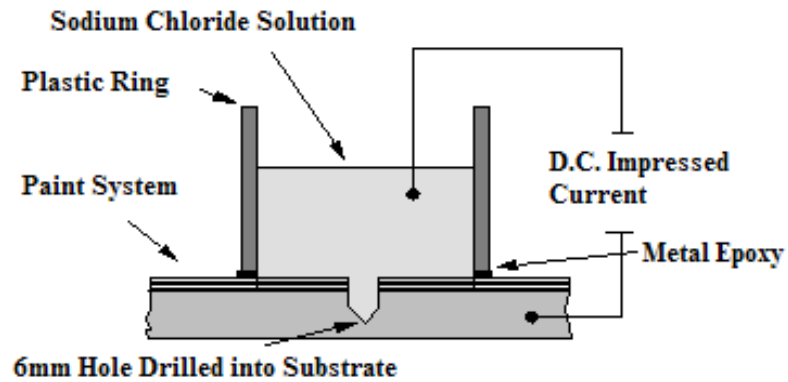 Sodium Chloride Solution
Plastic Ring
Paint System
D.C. Impressed
Current
Metal Epoxy
6mm Hole Drilled into Substrate